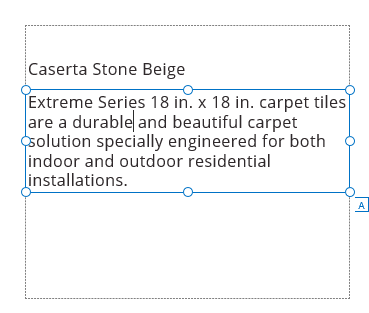 Caserta Stone Beige
Extreme Series 18 in. x 18 in. carpet tiles
are a durable and beautiful carpet
solution specially engineered for both
indoor and outdoor residential
installations.
A